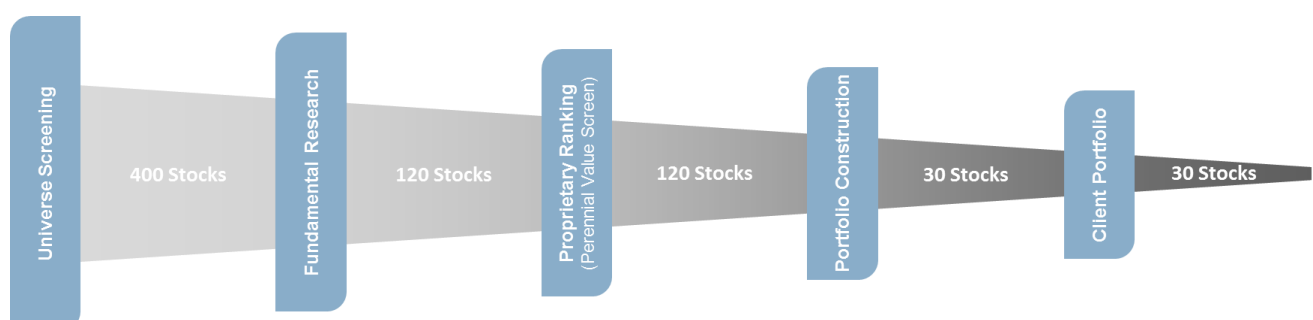 Universe Screening
400 Stocks
Fundamental Research
120 Stocks
Proprietary Ranking
(Perennial Value Screen)
120 Stocks
Portfolio Construction
30 Stocks
Client Portfolio
30 Stocks